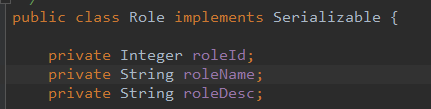 public class Role implements Serializable {
private Integer roleId;
private String roleName;
private String roleDesc;